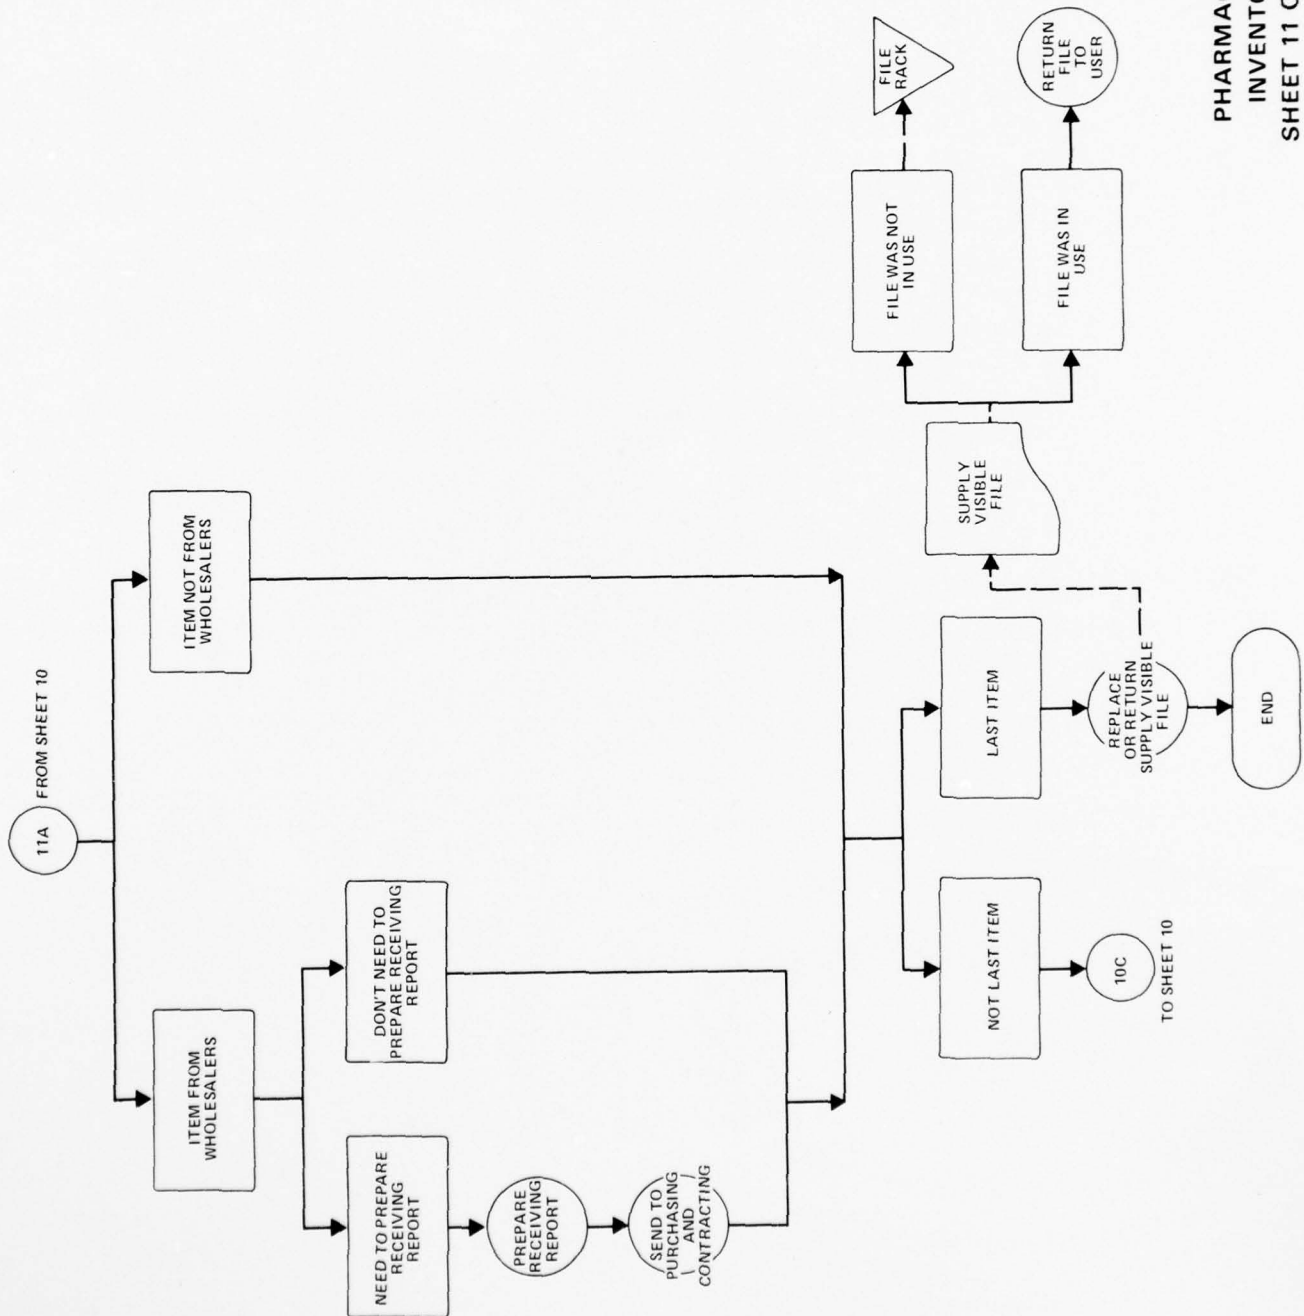 11A
FROM SHEET 10
ITEM FROM
WHOLESALERS
ITEM NOT FROM
WHOLESALERS
NEED TO PREPARE
RECEIVING
REPORT
DON'T NEED TO
PREPARE RECEIVING
REPORT
PREPARE
RECEIVING
REPORT
SEND TO
PURCHASING
AND
CONTRACTING
NOT LAST ITEM
10C
TO SHEET 10
LAST ITEM
REPLACE
OR RETURN
SUPPLY VISIBLE
FILE
END
SUPPLY
VISIBLE
FILE
FILE WAS NOT
IN USE
FILE
RACK
FILE WAS IN
USE
RETURN
FILE
TO
USER
PHARMA
INVENTO
SHEET 11